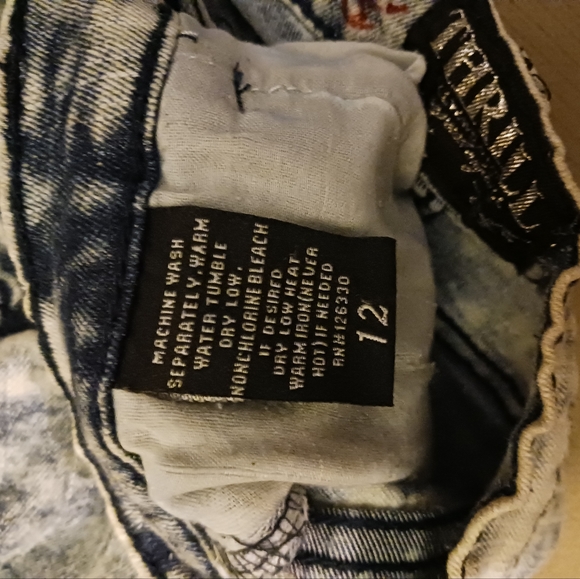 THRILL
MACHINE WASH
SEPARATELY, WARM
WATER TUMBLE
DRY LOW,
NONCHLORINE BLEACH
IF DESIRED
DRY LOW HEAT
WARM IRON(NEVER
HOT) IF NEEDED
RN#126330
12